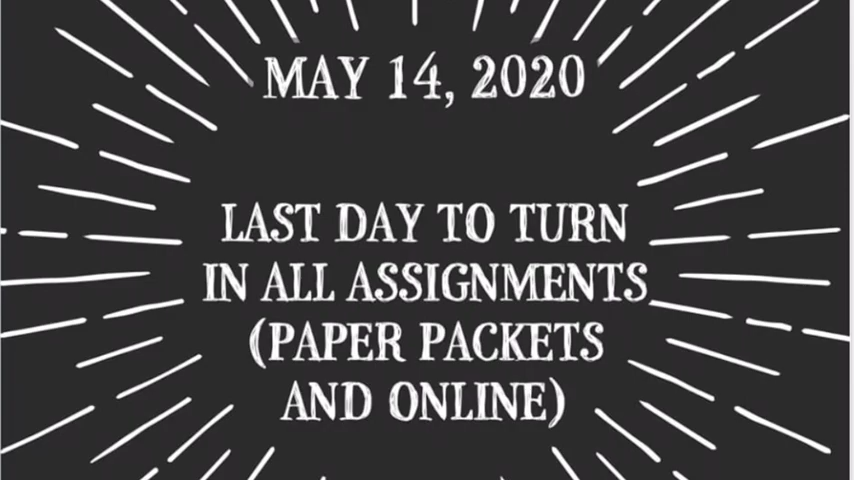 MAY 14, 2020
LAST DAY TO TURN
IN ALL ASSIGNMENTS
(PAPER PACKETS
AND ONLINE)